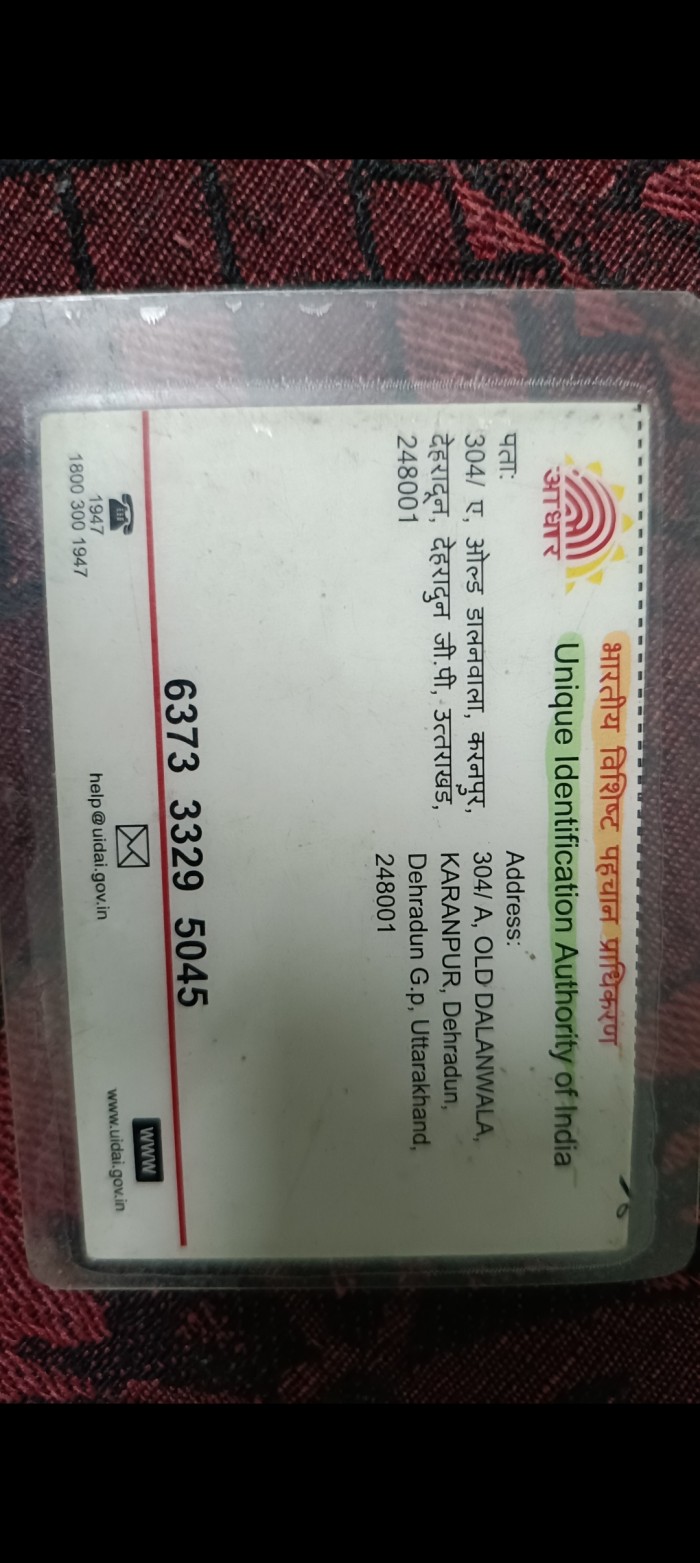 भारतीय विशिष्ट पहचान प्राधिकरण
Unique Identification Authority of India
आधार
पता:
304/ ए, ओल्ड डालनवाला, करनपुर,
देहरादून, देहरादुन जी.पी, उत्तराखंड,
248001
Address:
304/ A, OLD DALANWALA,
KARANPUR, Dehradun,
Dehradun G.p, Uttarakhand,
248001
6373 3329 5045
1947
1800 300 1947
help@uidai.gov.in
www
www.uidai.gov.in